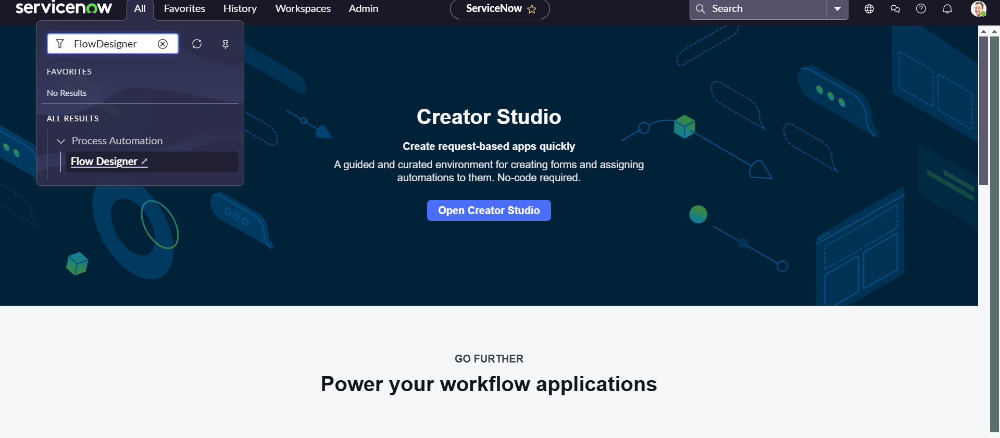 servicenow
All
Favorites
History
Workspaces
Admin
ServiceNow
Search
FlowDesigner
FAVORITES
No Results
ALL RESULTS
Process Automation
Flow Designer
Creator Studio
Create request-based apps quickly
A guided and curated environment for creating forms and assigning
automations to them. No-code required.
Open Creator Studio
GO FURTHER
Power your workflow applications